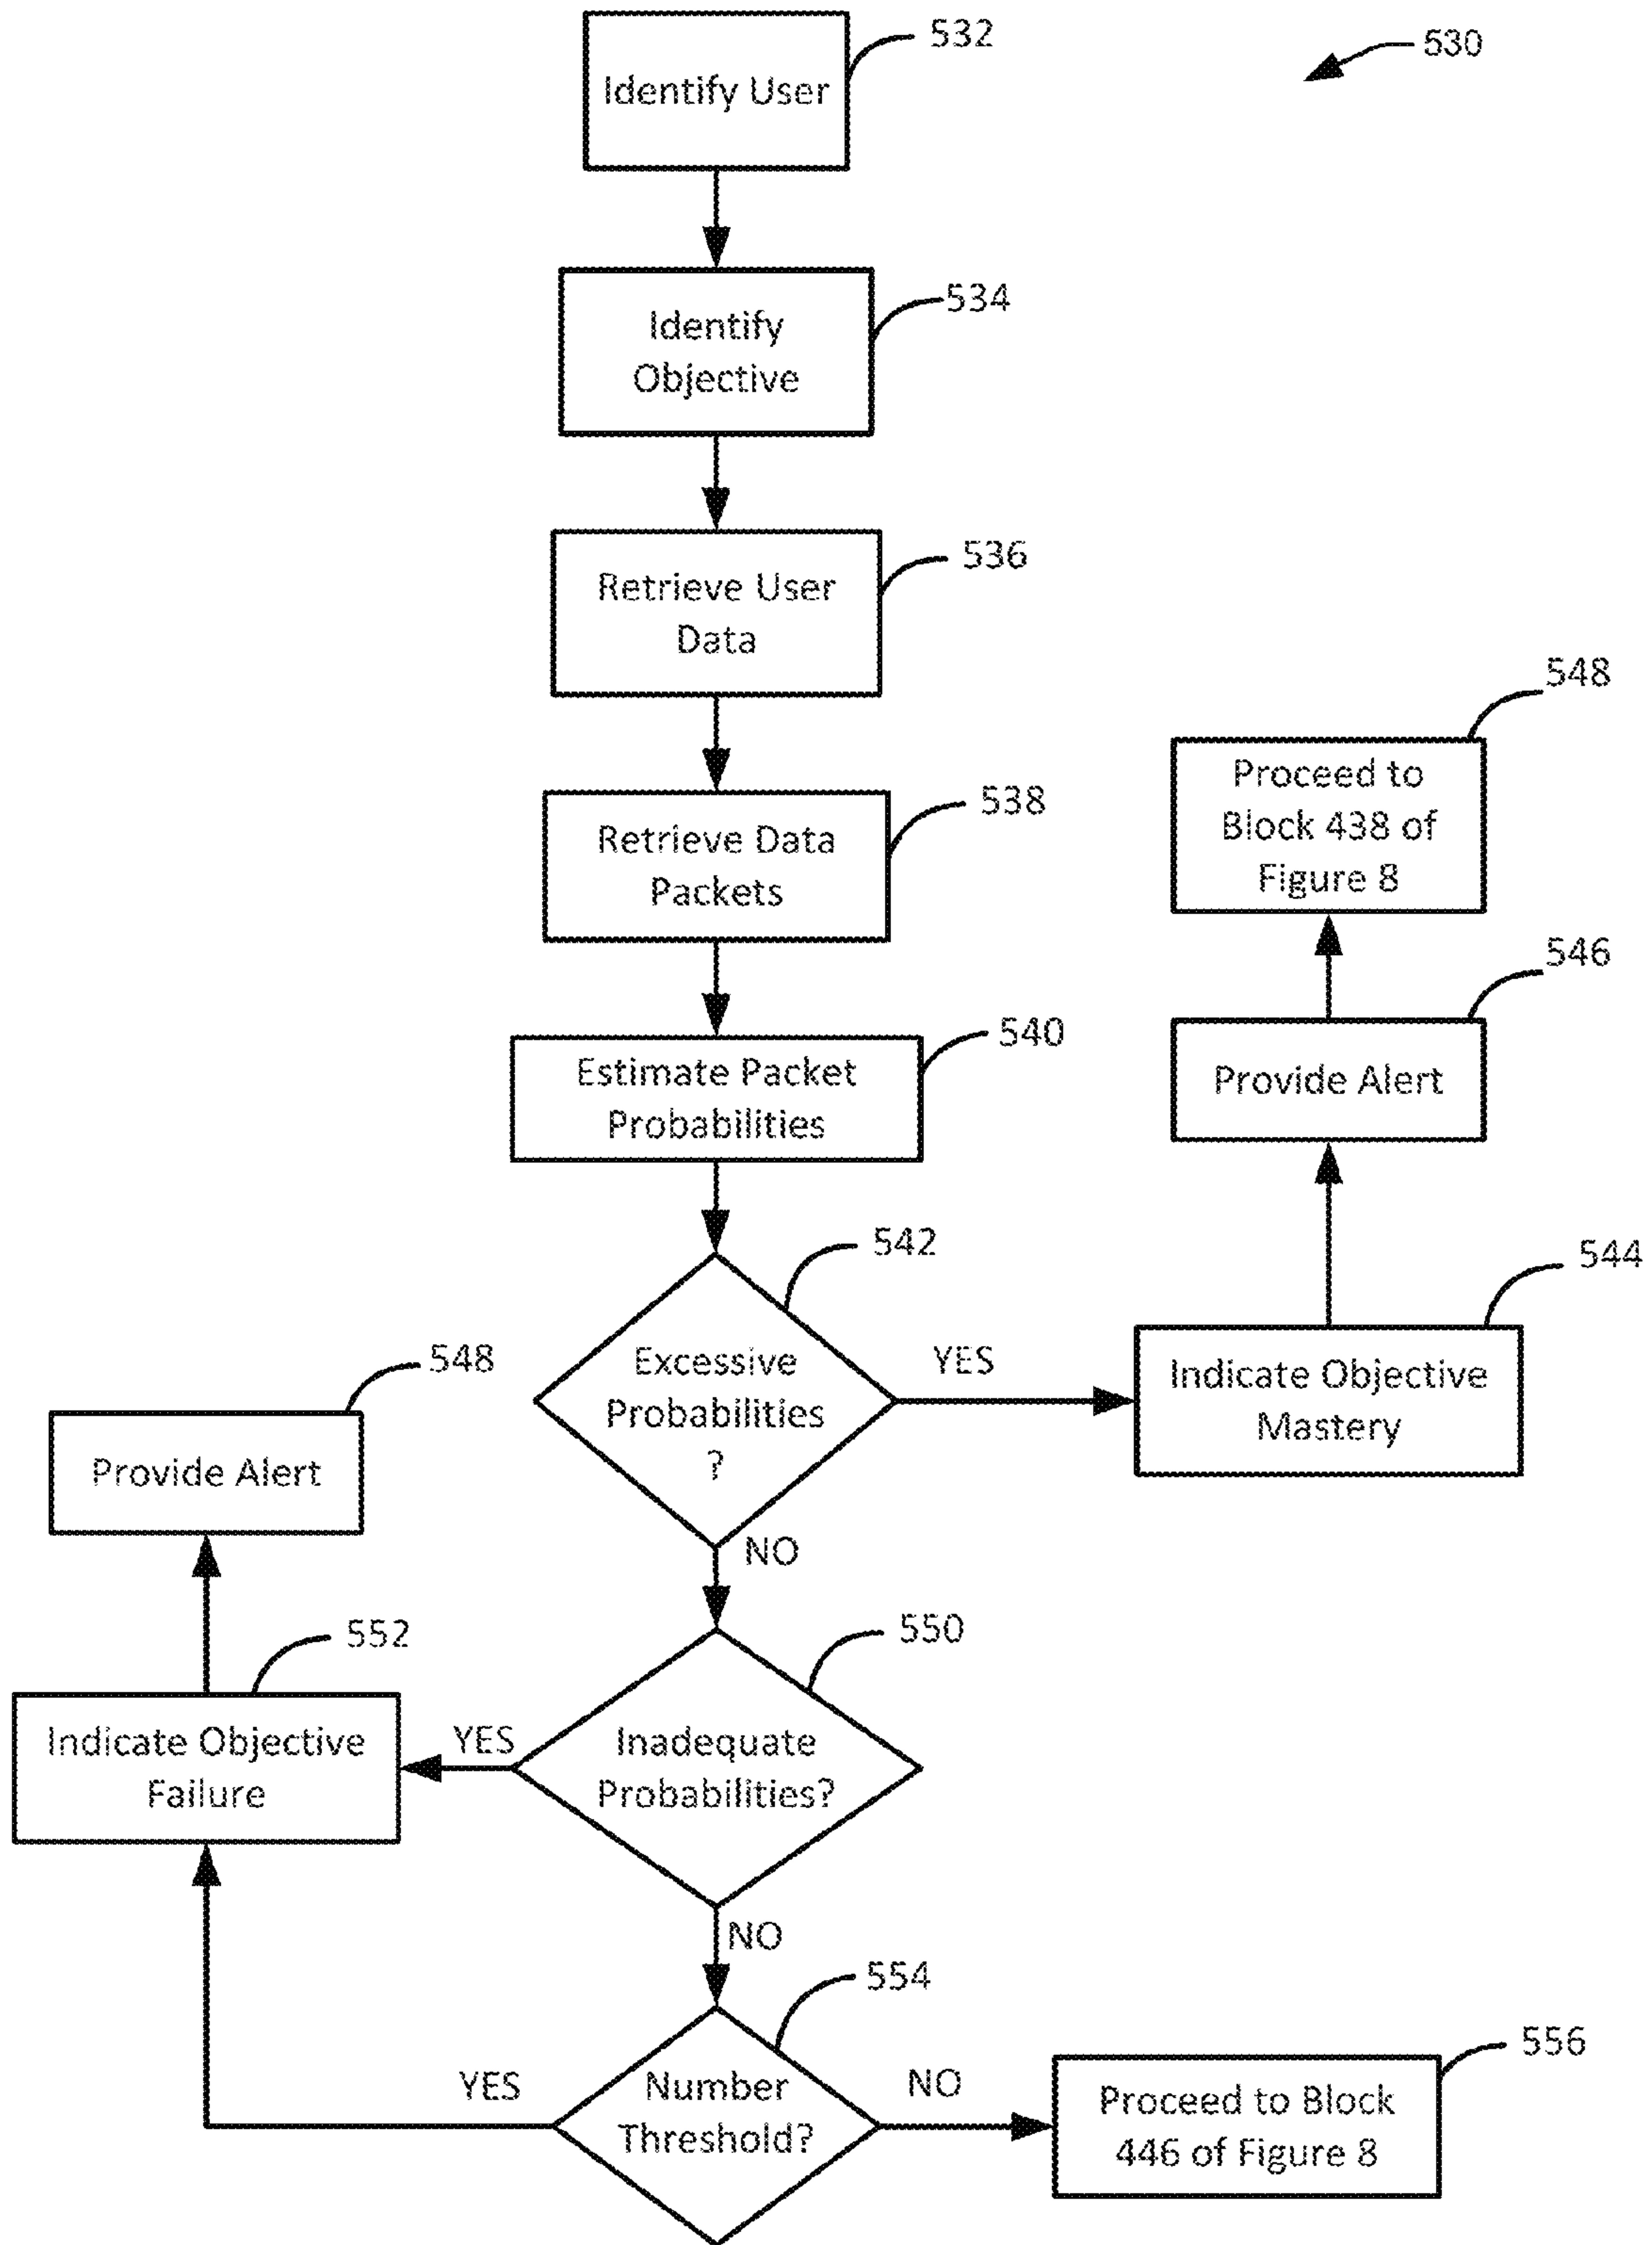 532
530
Identify User
534
Identify
Objective
536
Retrieve User
Data
548
Proceed to
Block 438 of
Figure 8
538
Retrieve Data
Packets
546
Provide Alert
540
Estimate Packet
Probabilities
542
544
Excessive
Probabilities
?
YES
Indicate Objective
Mastery
548
Provide Alert
NO
550
552
Indicate Objective
Failure
YES
Inadequate
Probabilities?
NO
554
YES
Number
Threshold?
NO
556
Proceed to Block
446 of Figure 8